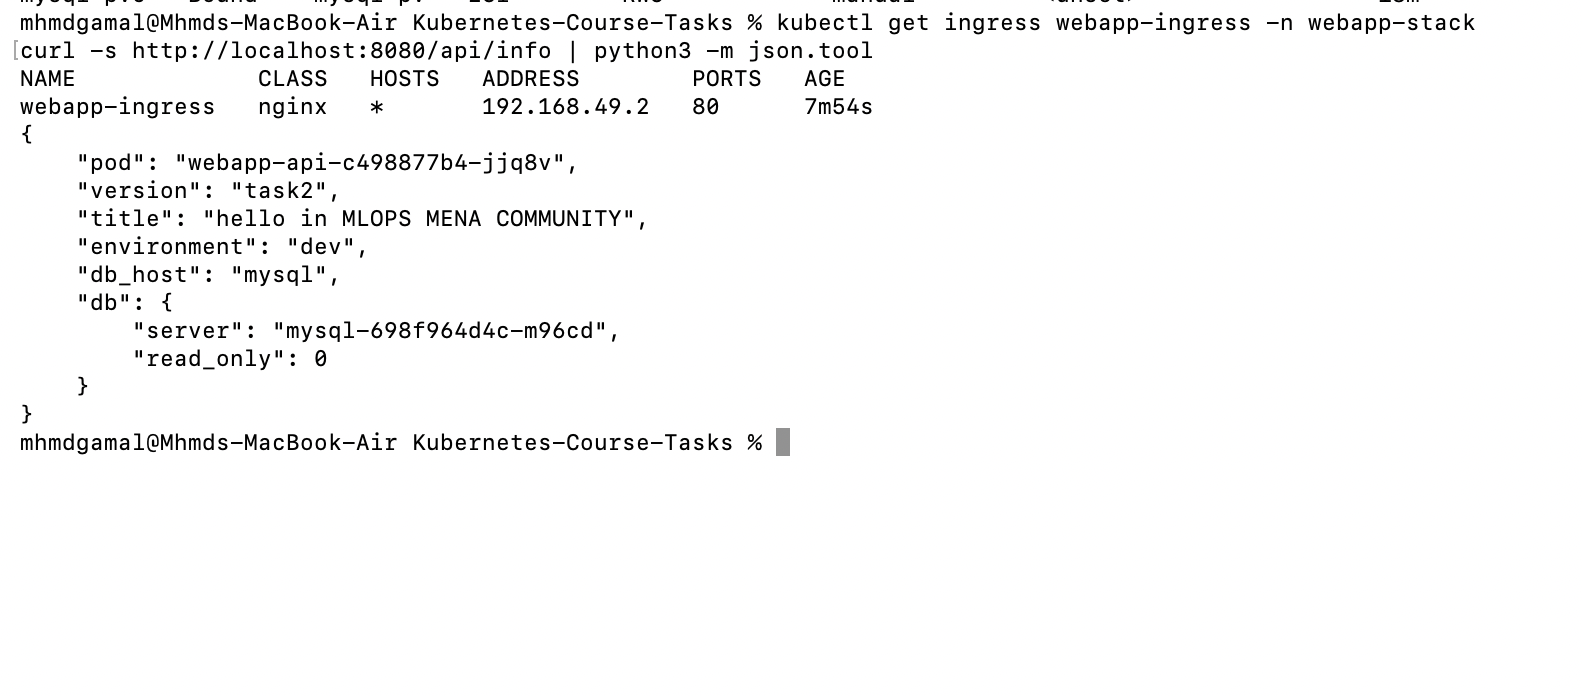 mhmdgamal@Mhmds-MacBook-Air Kubernetes-Course-Tasks % kubectl get ingress webapp-ingress -n webapp-stack
[curl -s http://localhost:8080/api/info | python3 -m json.tool
NAME             CLASS   HOSTS   ADDRESS        PORTS   AGE
webapp-ingress   nginx   *       192.168.49.2   80      7m54s
{
    "pod": "webapp-api-c498877b4-jjq8v",
    "version": "task2",
    "title": "hello in MLOPS MENA COMMUNITY",
    "environment": "dev",
    "db_host": "mysql",
    "db": {
        "server": "mysql-698f964d4c-m96cd",
        "read_only": 0
    }
}
mhmdgamal@Mhmds-MacBook-Air Kubernetes-Course-Tasks %